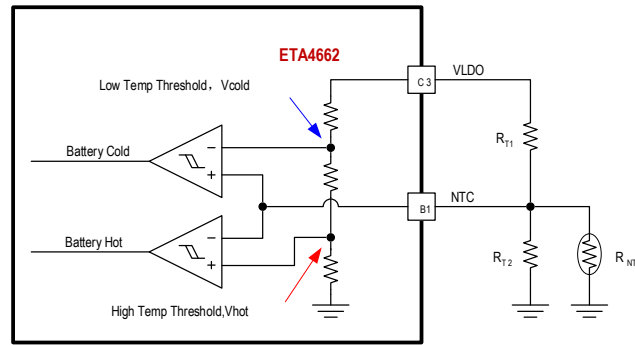 ETA4662
Low Temp Threshold，Vcold
C3
VLDO
Battery Cold
−
+
RT1
B1
NTC
Battery Hot
−
+
RT2
RNT
High Temp Threshold,Vhot